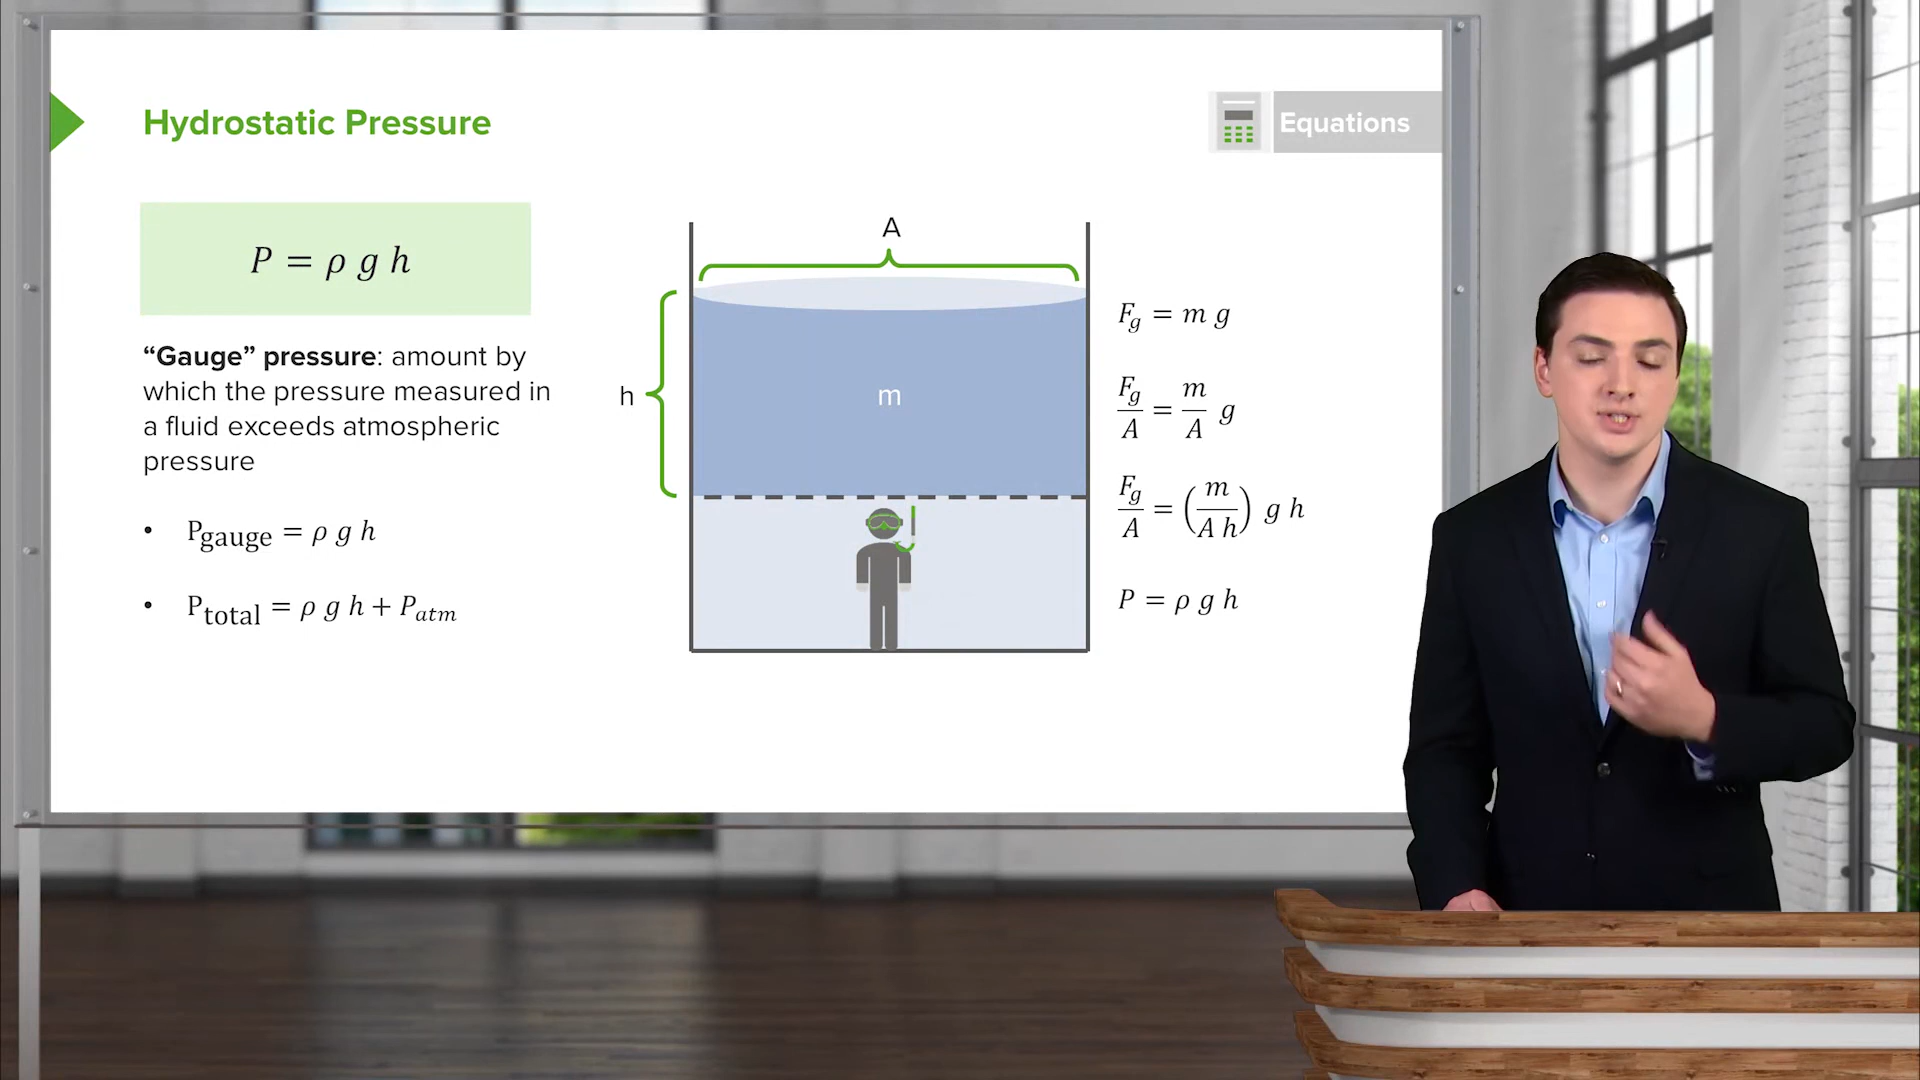 Hydrostatic Pressure
Equations
P = ρ g h
“Gauge” pressure: amount by
which the pressure measured in
a fluid exceeds atmospheric
pressure
• P_gauge = ρ g h
• P_total = ρ g h + P_atm
A
h
m
F_g = m g
F_g/A = m/A g
F_g/A = (m/(A h)) g h
P = ρ g h